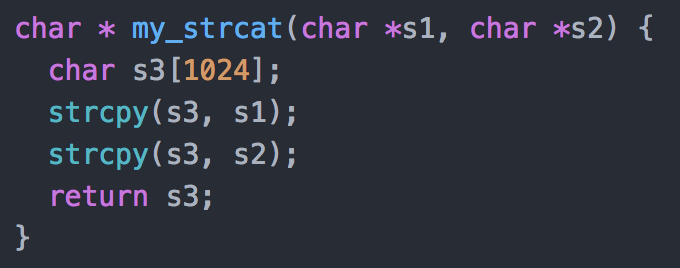 char * my_strcat(char *s1, char *s2) {
  char s3[1024];
  strcpy(s3, s1);
  strcpy(s3, s2);
  return s3;
}